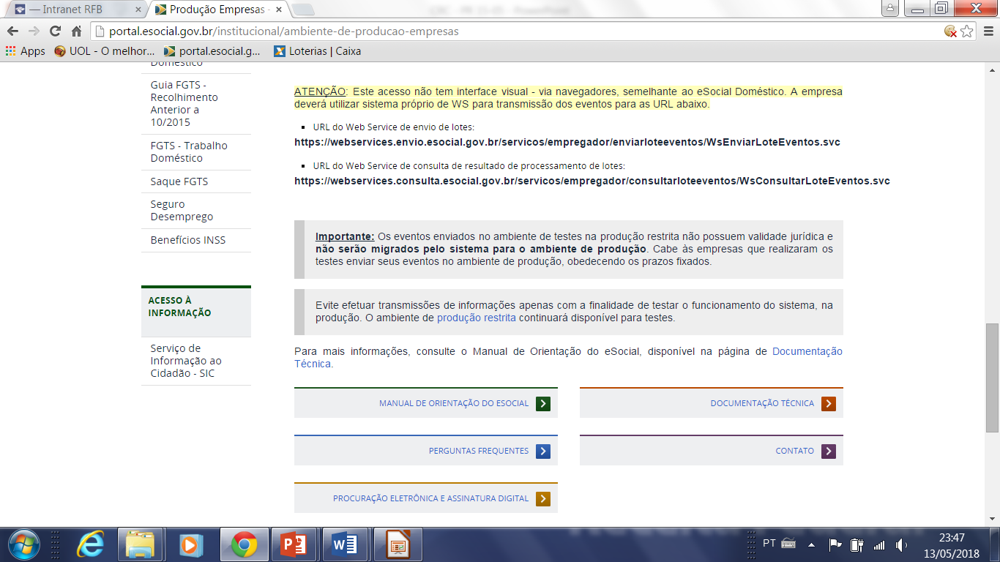 — Intranet RFB
Produção Empresas -
portal.esocial.gov.br/institucional/ambiente-de-producao-empresas
Apps
UOL - O melhor...
portal.esocial.g...
Loterias | Caixa
Doméstico
Guia FGTS -
Recolhimento
Anterior a
10/2015
FGTS - Trabalho
Doméstico
Saque FGTS
Seguro
Desemprego
Benefícios INSS
ACESSO À
INFORMAÇÃO
Serviço de
Informação ao
Cidadão - SIC
ATENÇÃO: Este acesso não tem interface visual - via navegadores, semelhante ao eSocial Doméstico. A empresa
deverá utilizar sistema próprio de WS para transmissão dos eventos para as URL abaixo.
▪ URL do Web Service de envio de lotes:
https://webservices.envio.esocial.gov.br/servicos/empregador/enviarloteeventos/WsEnviarLoteEventos.svc
▪ URL do Web Service de consulta de resultado de processamento de lotes:
https://webservices.consulta.esocial.gov.br/servicos/empregador/consultarloteeventos/WsConsultarLoteEventos.svc
Importante: Os eventos enviados no ambiente de testes na produção restrita não possuem validade jurídica e
não serão migrados pelo sistema para o ambiente de produção. Cabe às empresas que realizaram os
testes enviar seus eventos no ambiente de produção, obedecendo os prazos fixados.
Evite efetuar transmissões de informações apenas com a finalidade de testar o funcionamento do sistema, na
produção. O ambiente de produção restrita continuará disponível para testes.
Para mais informações, consulte o Manual de Orientação do eSocial, disponível na página de Documentação
Técnica.
MANUAL DE ORIENTAÇÃO DO ESOCIAL
DOCUMENTAÇÃO TÉCNICA
PERGUNTAS FREQUENTES
CONTATO
PROCURAÇÃO ELETRÔNICA E ASSINATURA DIGITAL
PT
23:47
13/05/2018